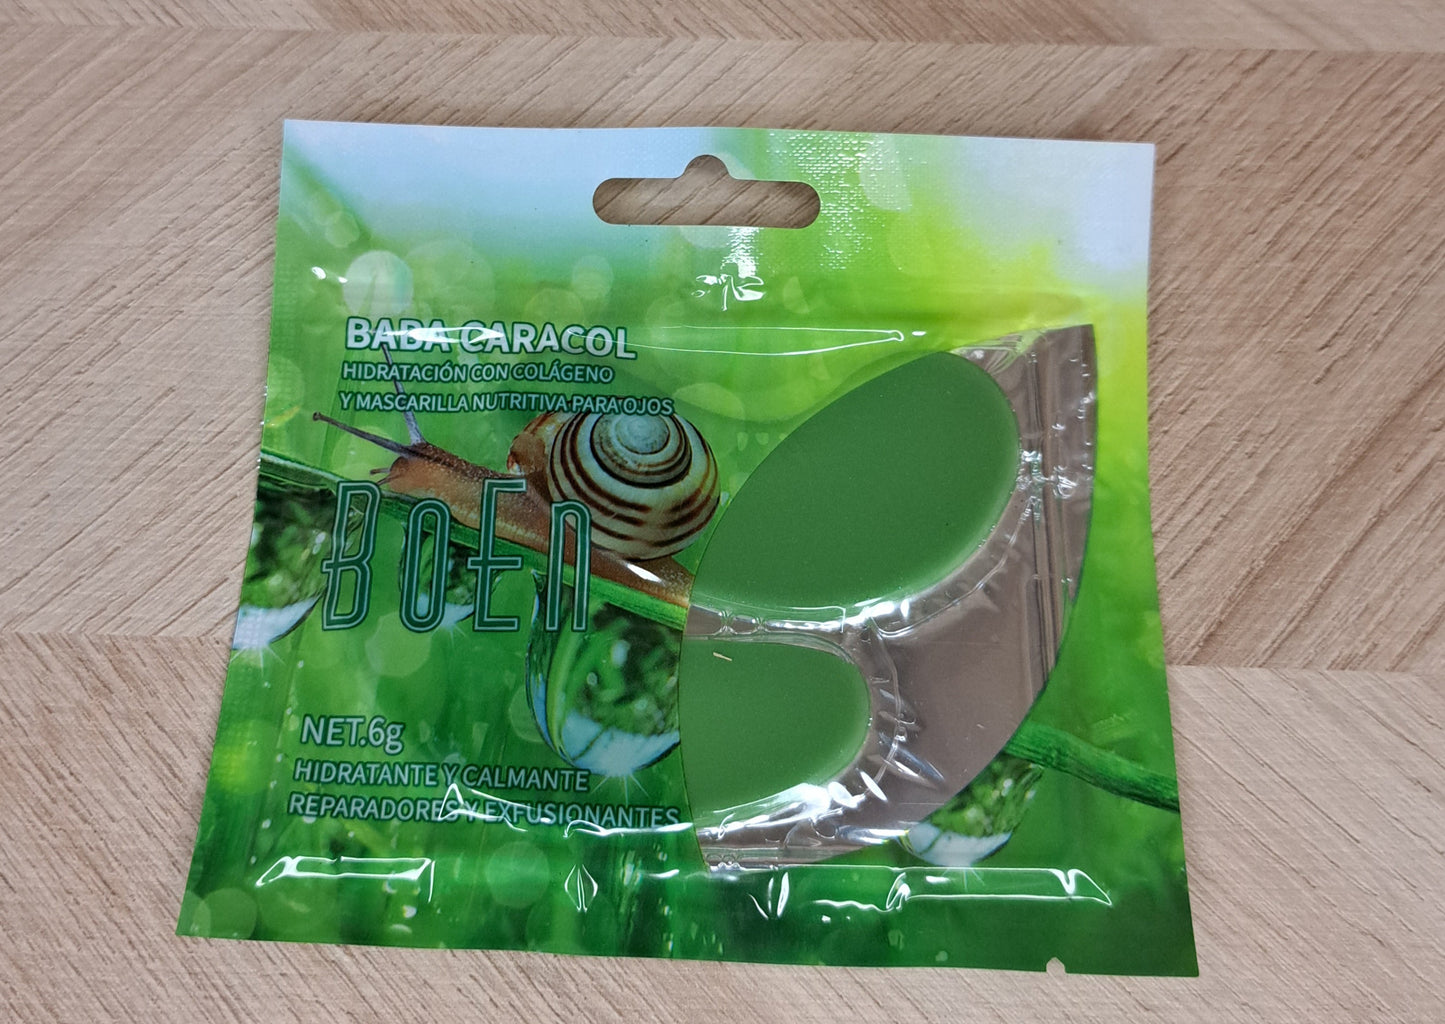 BABA CARACOL
HIDRATACIÓN CON COLÁGENO
Y MASCARILLA NUTRITIVA PARA OJOS
BOEN
NET.6g
HIDRATANTE Y CALMANTE
REPARADORES Y EXFUSIONANTES